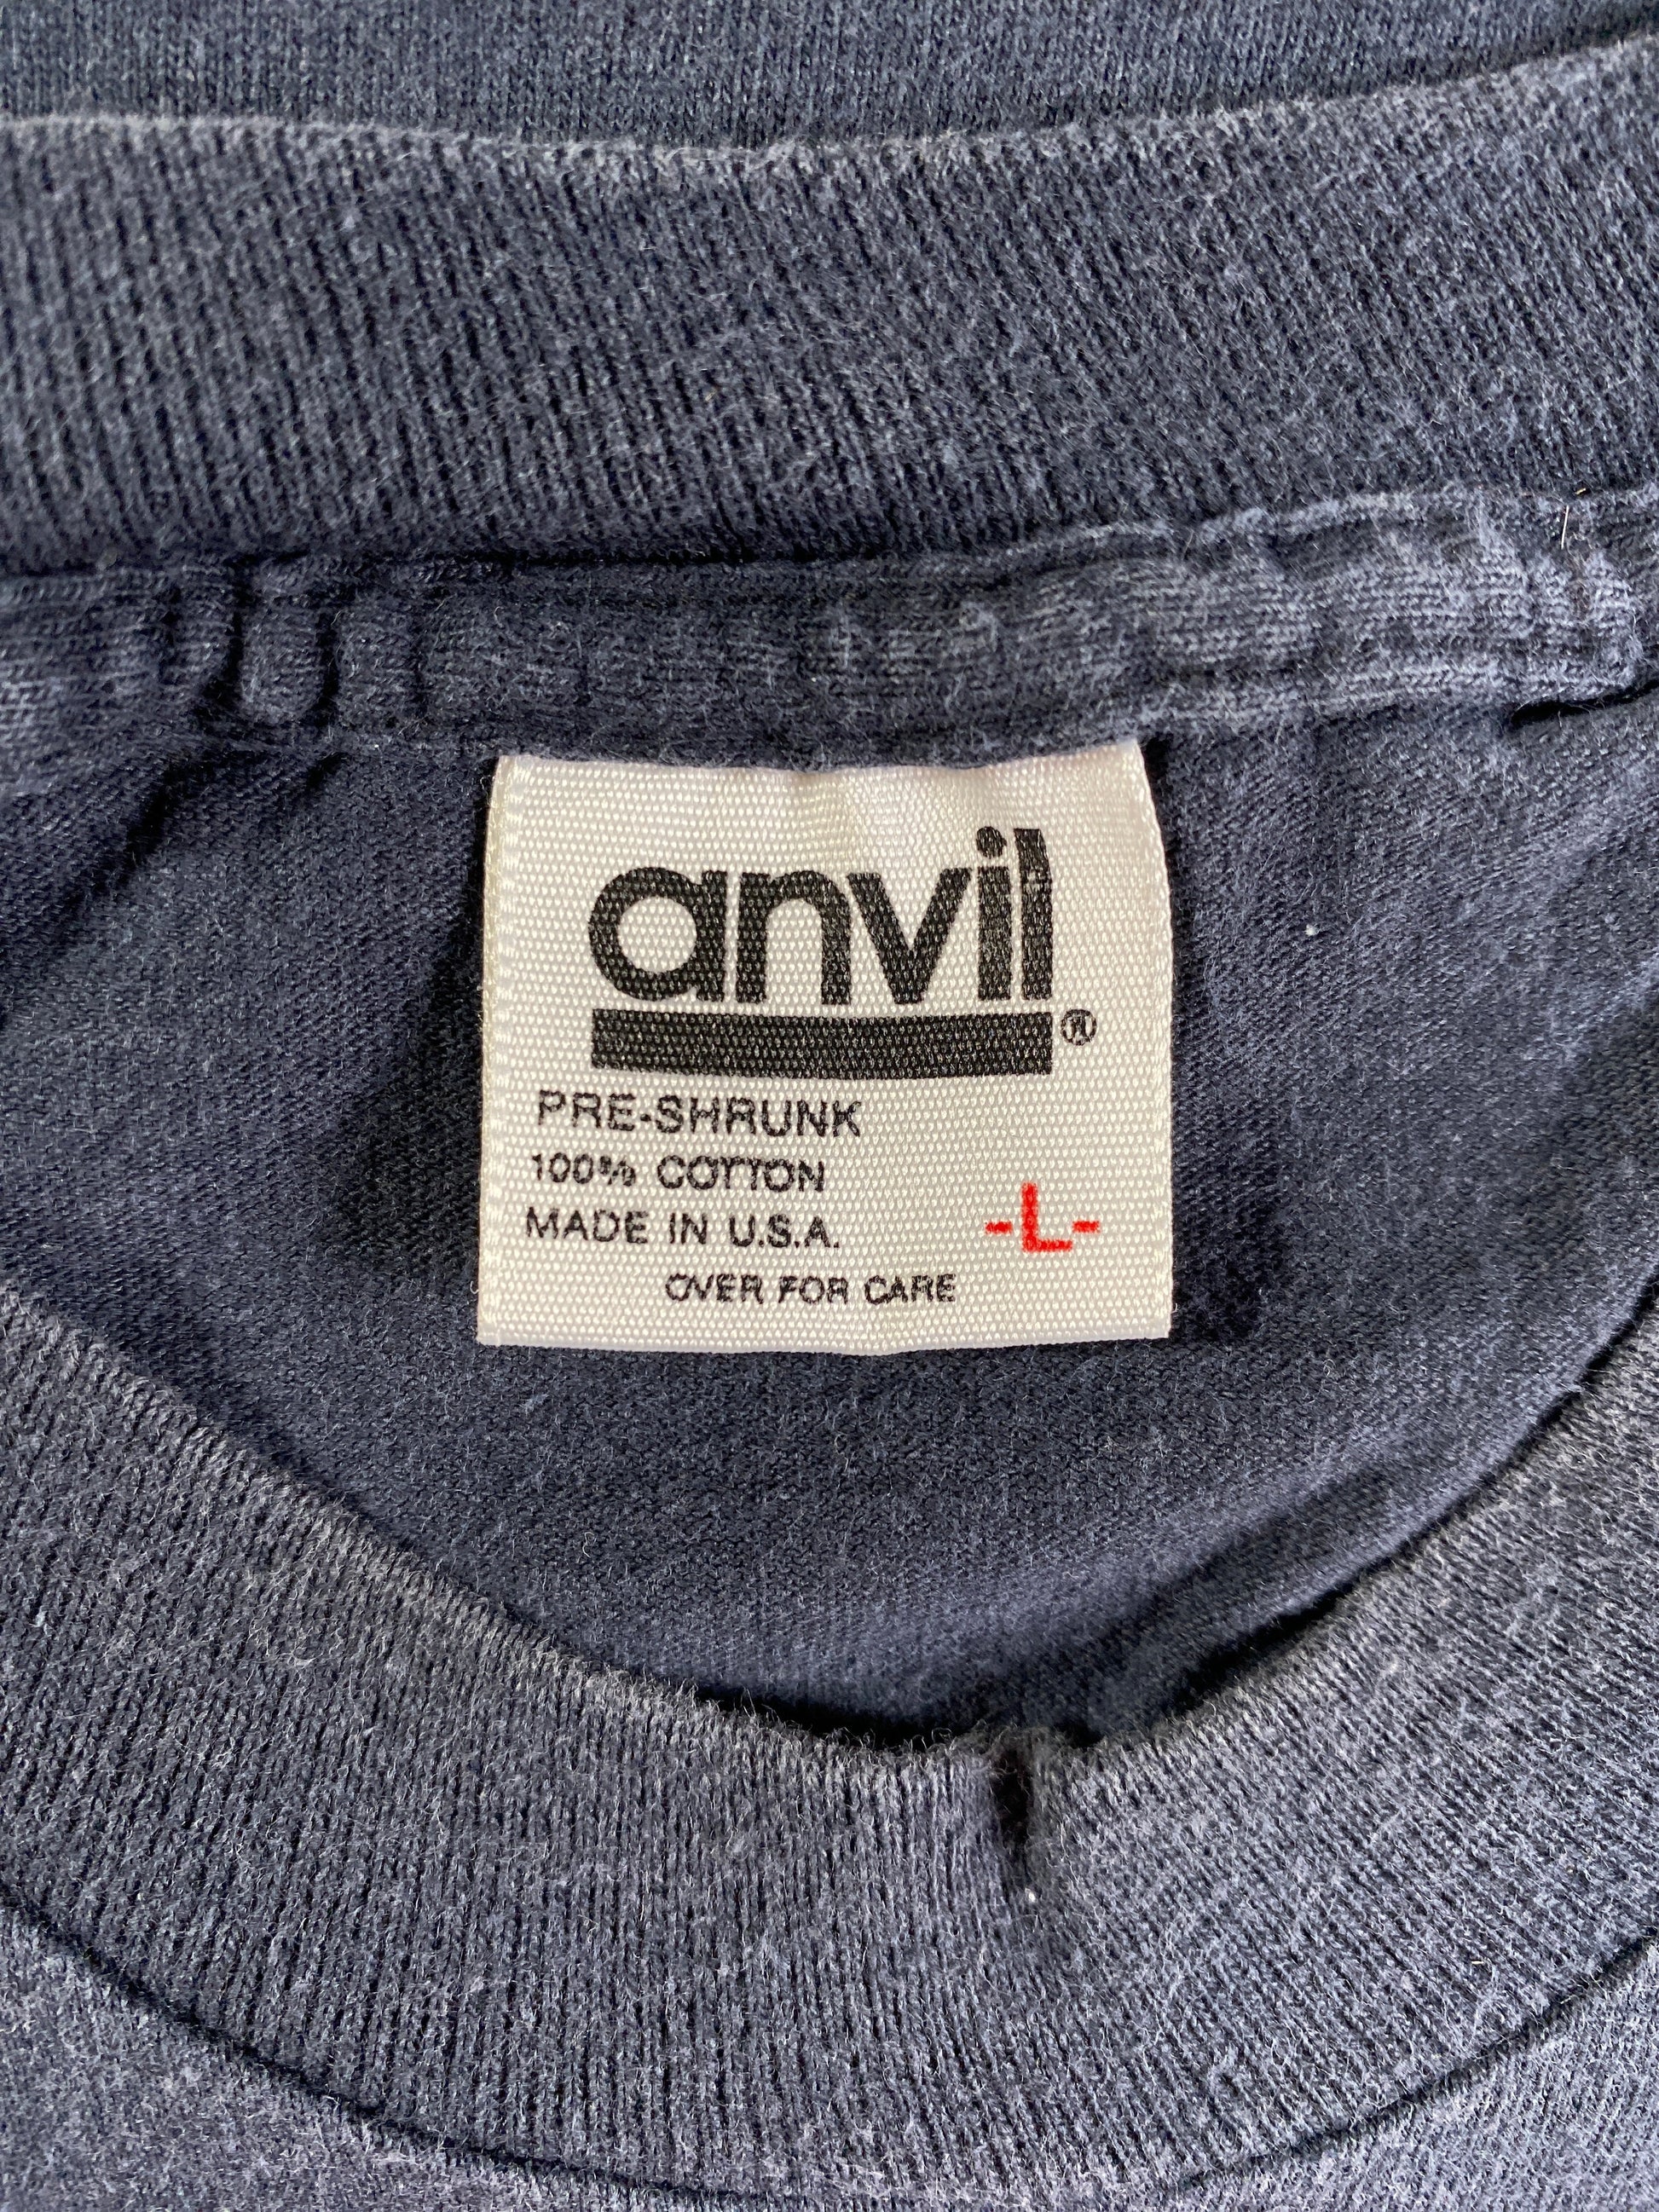 anvil®
PRE-SHRUNK
100% COTTON
MADE IN U.S.A. -L-
OVER FOR CARE